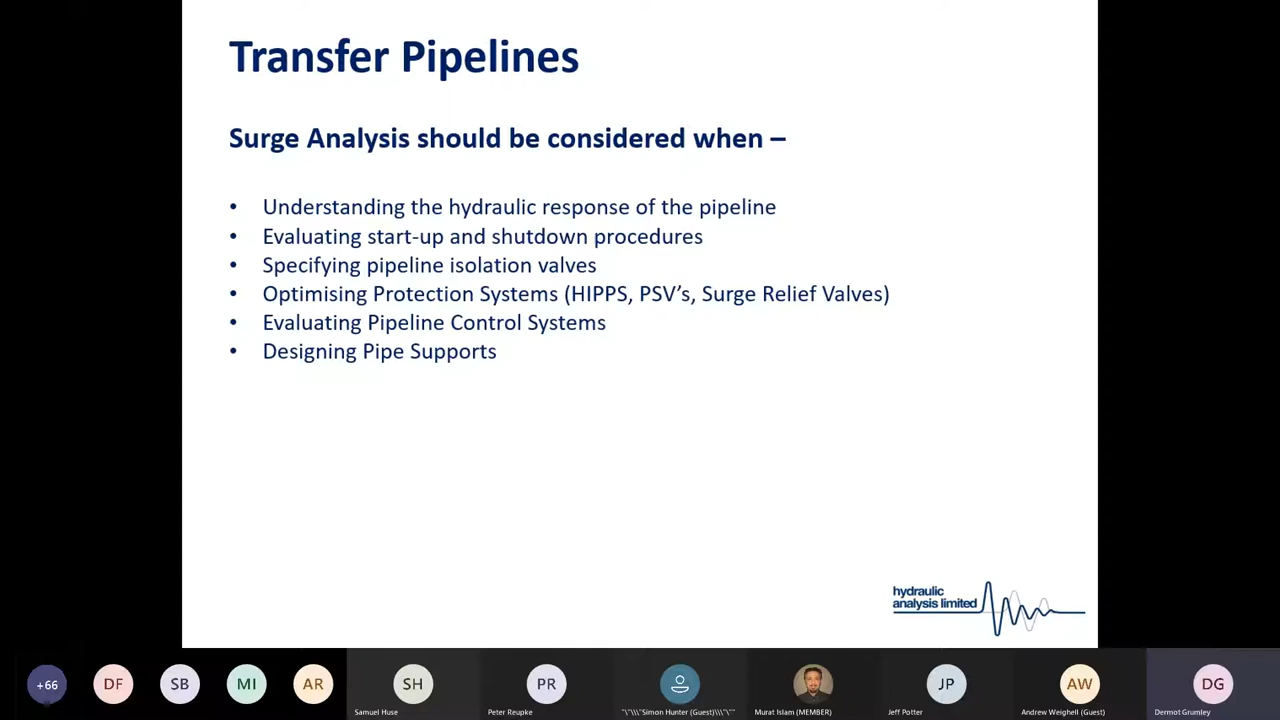 Transfer Pipelines
Surge Analysis should be considered when –
• Understanding the hydraulic response of the pipeline
• Evaluating start-up and shutdown procedures
• Specifying pipeline isolation valves
• Optimising Protection Systems (HIPPS, PSV’s, Surge Relief Valves)
• Evaluating Pipeline Control Systems
• Designing Pipe Supports
hydraulic
analysis limited
+66
DF
SB
MI
AR
SH
PR
JP
AW
DG
Samuel Huse
Peter Reupke
"\"\\"Simon Hunter (Guest)\\\"\""
Murat Islam (MEMBER)
Jeff Potter
Andrew Weighell (Guest)
Dermot Grumley